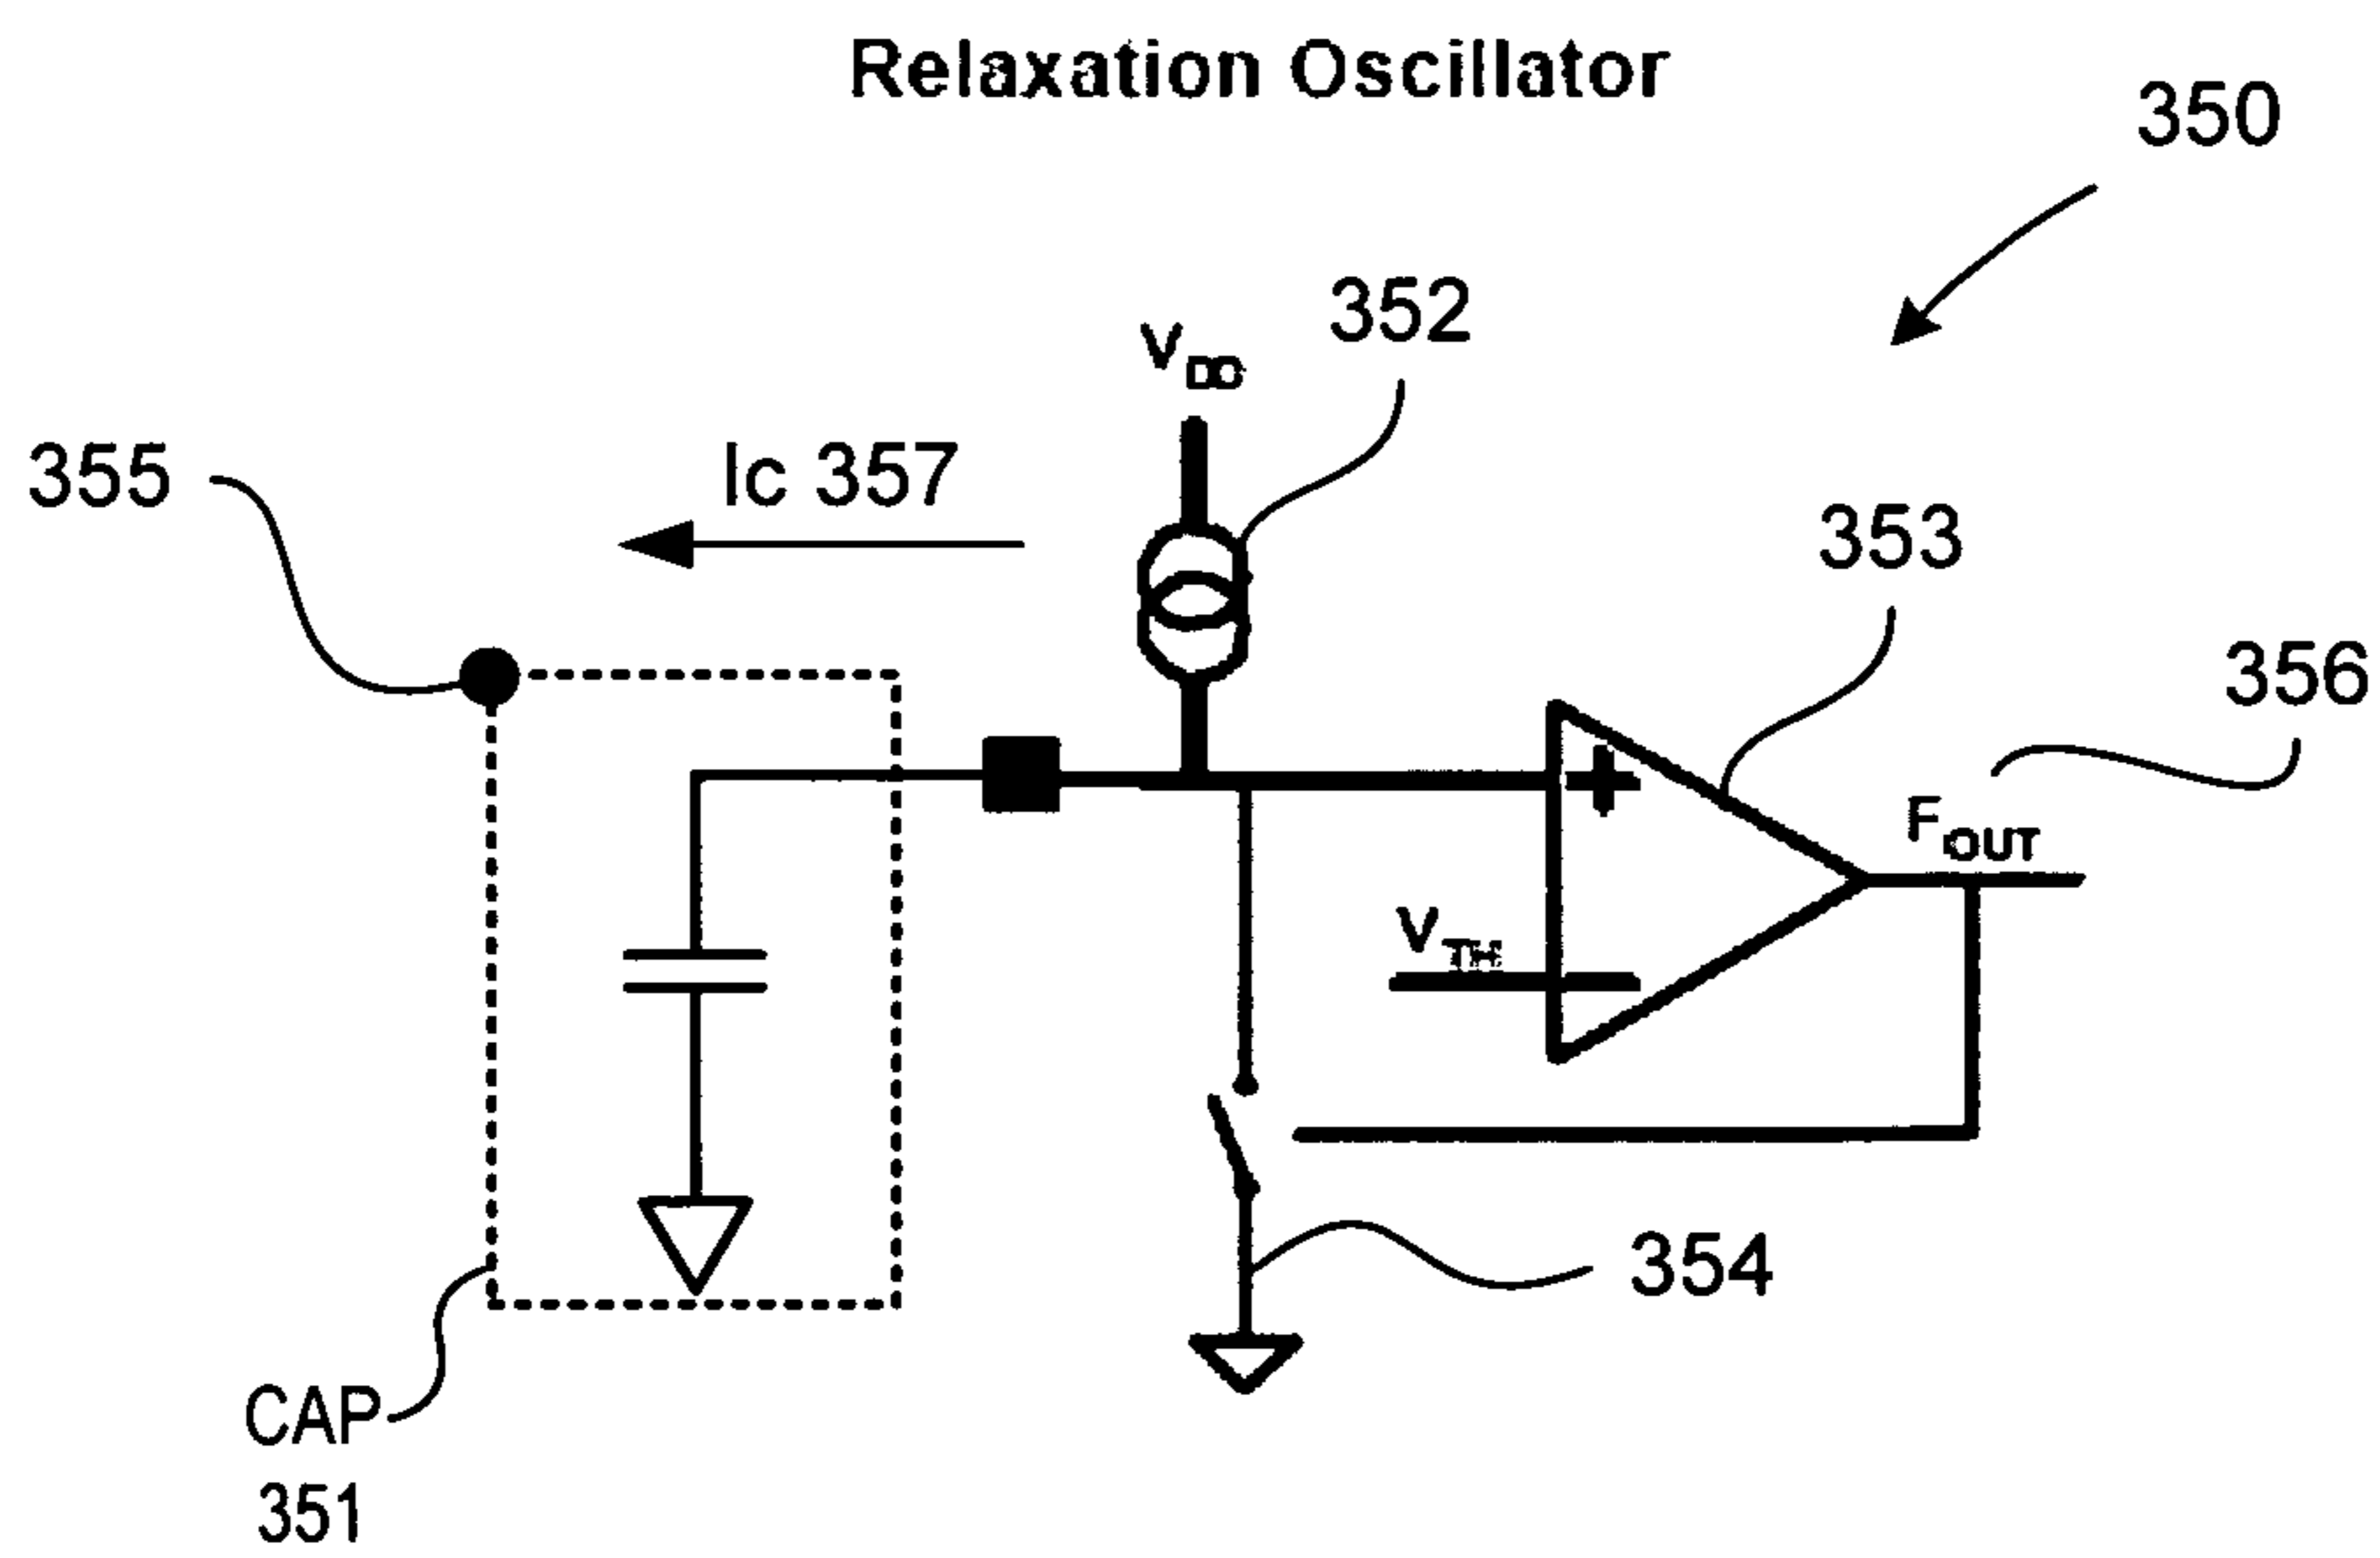 Relaxation Oscillator
350
352
VDD
355
Ic 357
353
356
FOUT
VTH
+
354
CAP
351